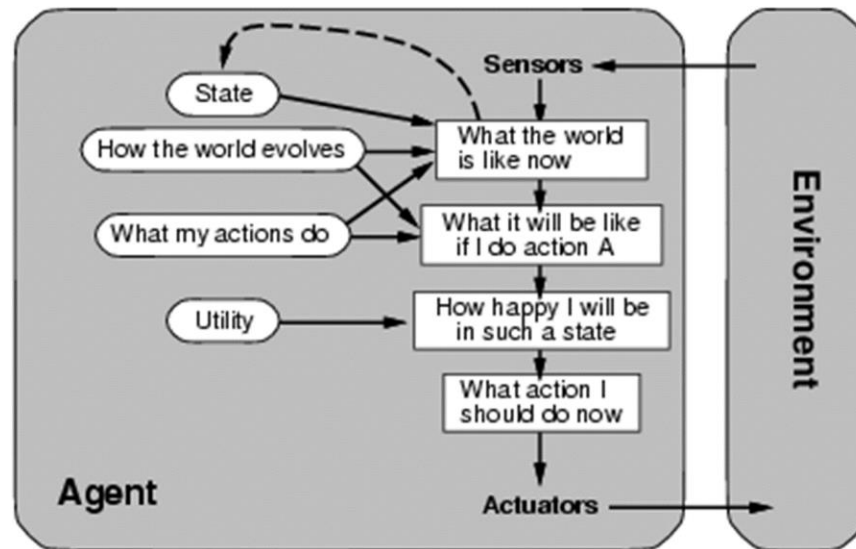 Sensors
State
What the world
is like now
How the world evolves
What my actions do
What it will be like
if I do action A
Utility
How happy I will be
in such a state
What action I
should do now
Agent
Actuators
Environment